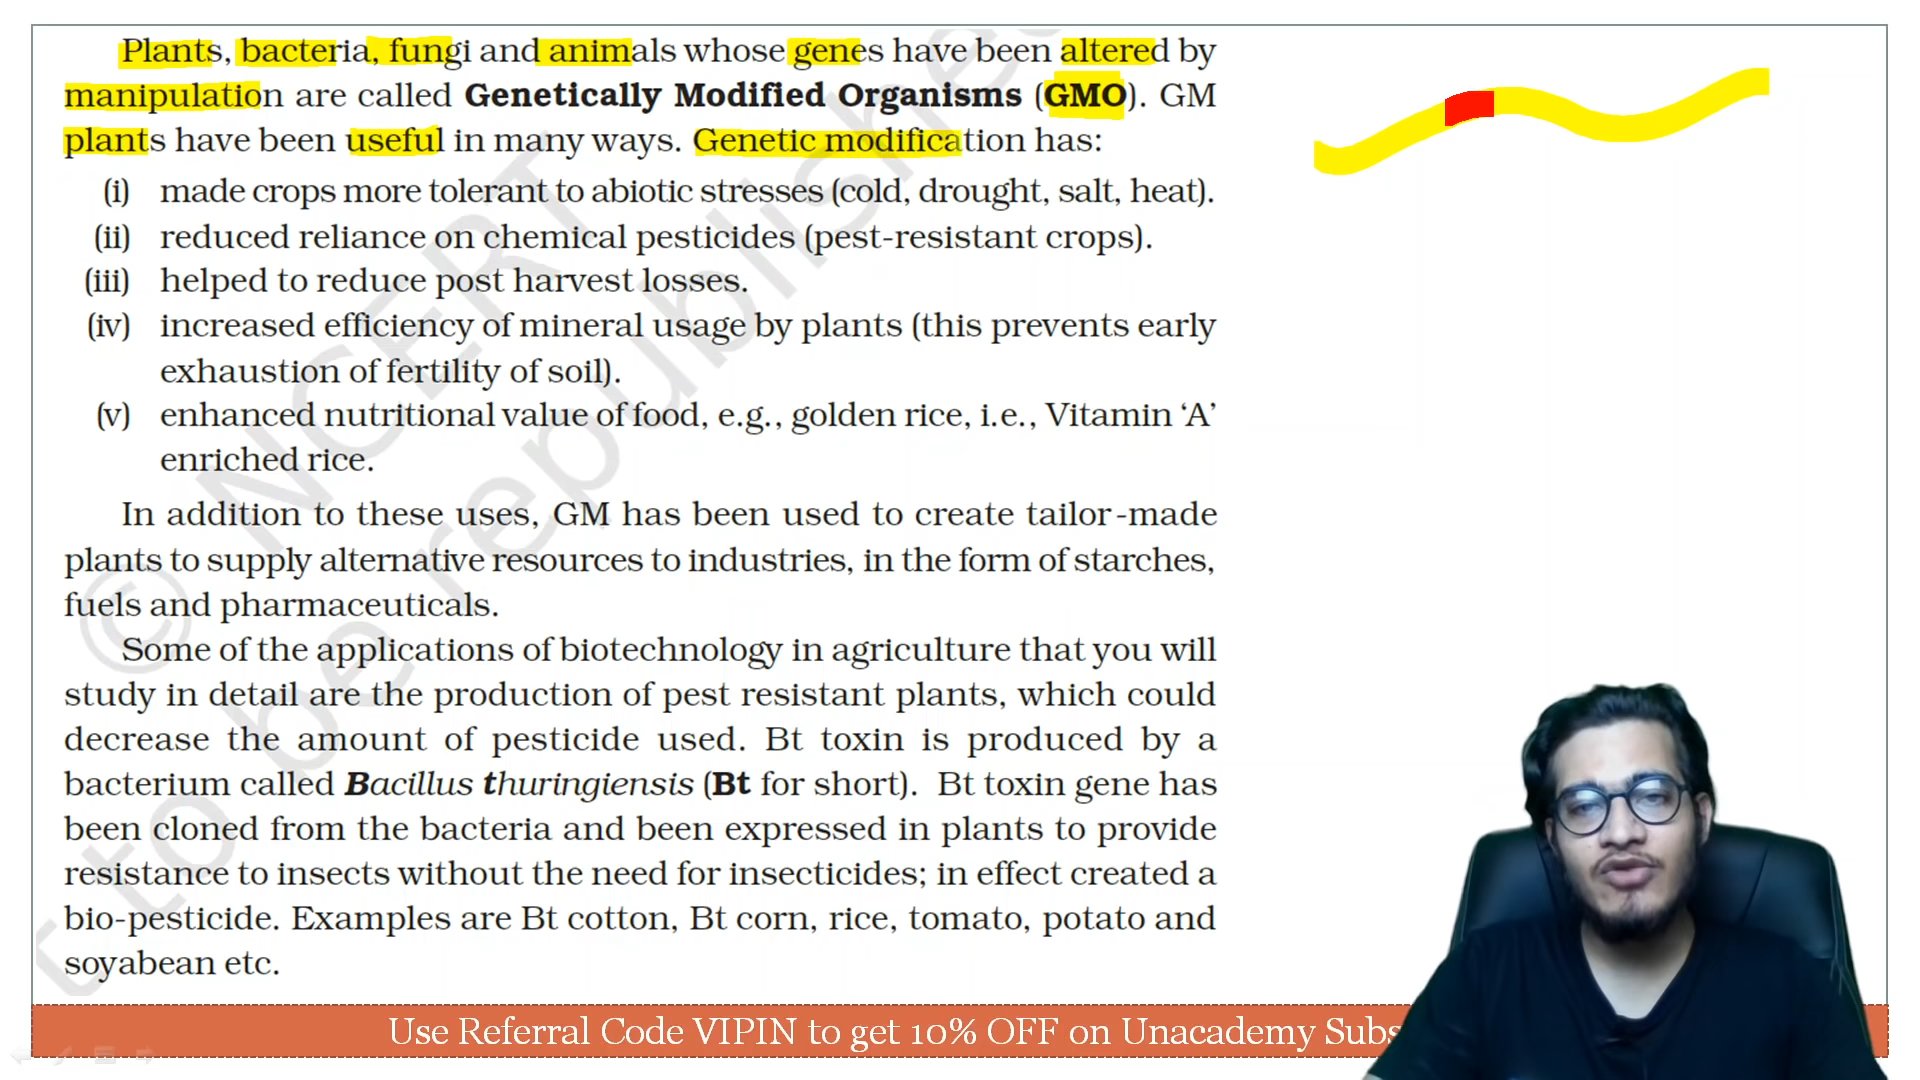 Plants, bacteria, fungi and animals whose genes have been altered by
manipulation are called Genetically Modified Organisms (GMO). GM
plants have been useful in many ways. Genetic modification has:
(i) made crops more tolerant to abiotic stresses (cold, drought, salt, heat).
(ii) reduced reliance on chemical pesticides (pest-resistant crops).
(iii) helped to reduce post harvest losses.
(iv) increased efficiency of mineral usage by plants (this prevents early
exhaustion of fertility of soil).
(v) enhanced nutritional value of food, e.g., golden rice, i.e., Vitamin ‘A’
enriched rice.
In addition to these uses, GM has been used to create tailor-made
plants to supply alternative resources to industries, in the form of starches,
fuels and pharmaceuticals.
Some of the applications of biotechnology in agriculture that you will
study in detail are the production of pest resistant plants, which could
decrease the amount of pesticide used. Bt toxin is produced by a
bacterium called Bacillus thuringiensis (Bt for short). Bt toxin gene has
been cloned from the bacteria and been expressed in plants to provide
resistance to insects without the need for insecticides; in effect created a
bio-pesticide. Examples are Bt cotton, Bt corn, rice, tomato, potato and
soyabean etc.
© NCERT
to be republished
Use Referral Code VIPIN to get 10% OFF on Unacademy Subs